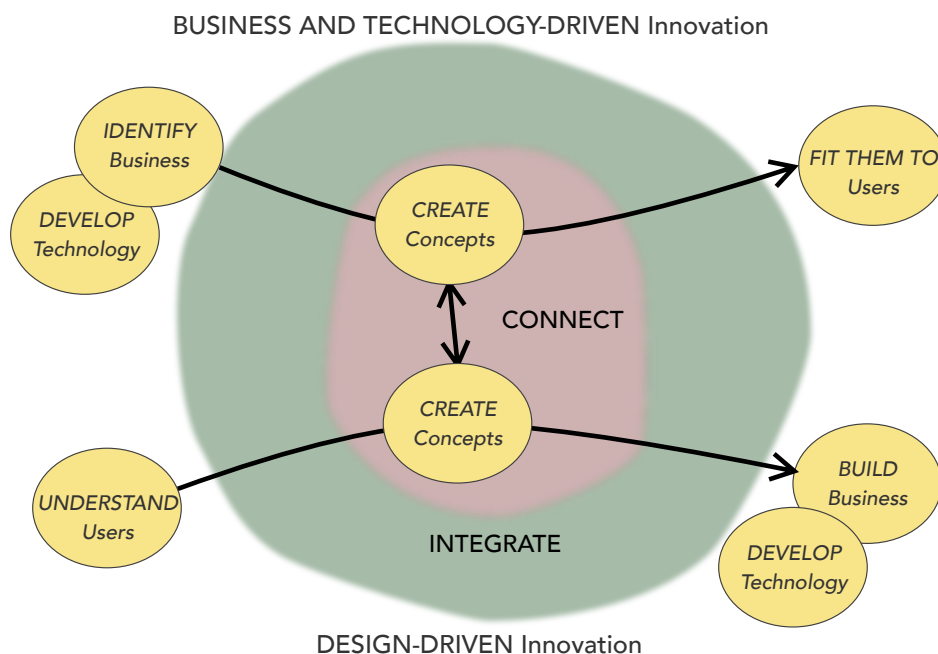 BUSINESS AND TECHNOLOGY-DRIVEN Innovation
IDENTIFY
Business
DEVELOP
Technology
CREATE
Concepts
FIT THEM TO
Users
CONNECT
CREATE
Concepts
UNDERSTAND
Users
BUILD
Business
DEVELOP
Technology
INTEGRATE
DESIGN-DRIVEN Innovation